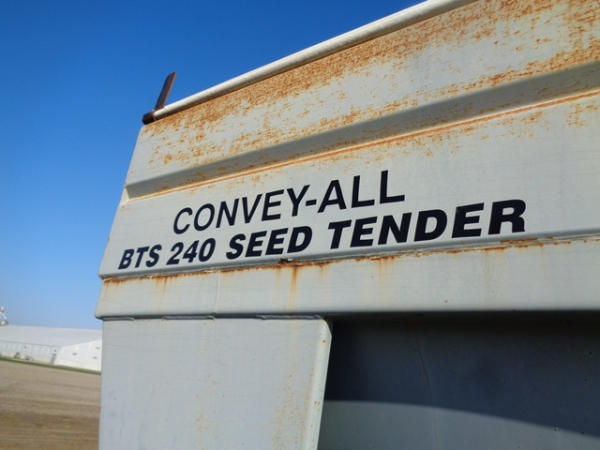 CONVEY-ALL
BTS 240 SEED TENDER